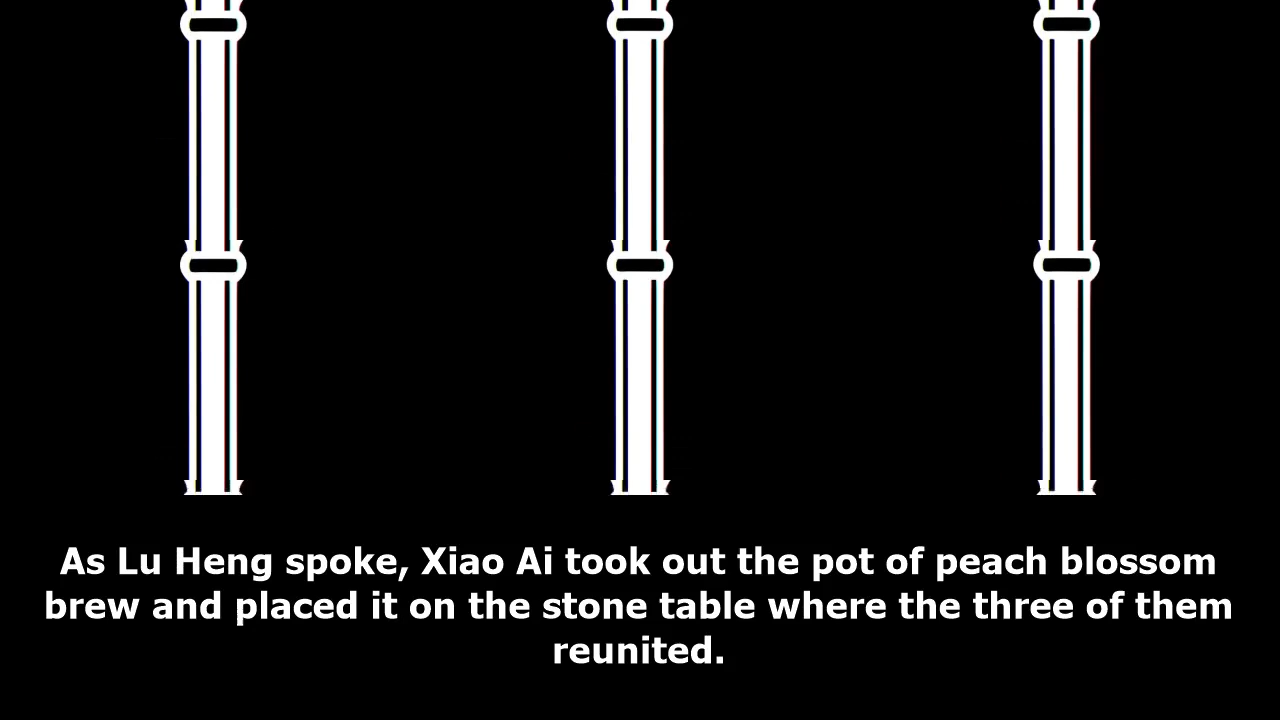 As Lu Heng spoke, Xiao Ai took out the pot of peach blossom
brew and placed it on the stone table where the three of them
reunited.